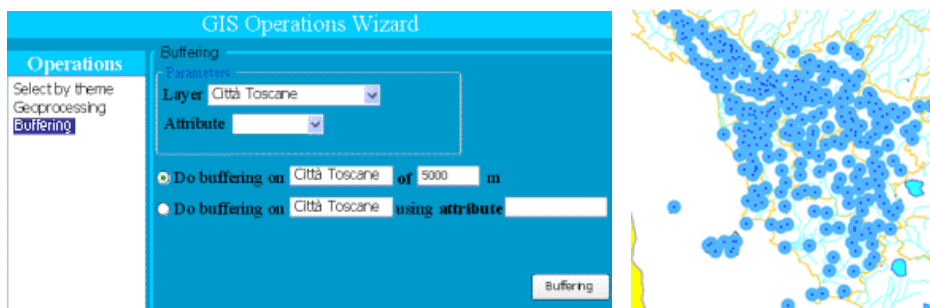 GIS Operations Wizard
Operations
Select by theme
Geoprocessing
Buffering
Buffering
Parameters
Layer Città Toscane
Attribute
Do buffering on Città Toscane of 5000 m
Do buffering on Città Toscane using attribute
Buffering